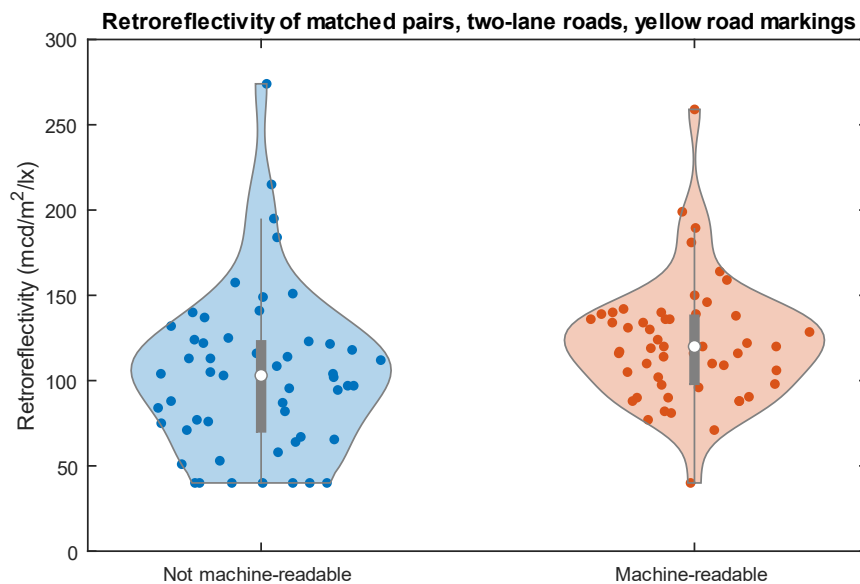 Retroreflectivity of matched pairs, two-lane roads, yellow road markings
300
250
200
150
100
50
0
Retroreflectivity (mcd/m²/lx)
Not machine-readable
Machine-readable